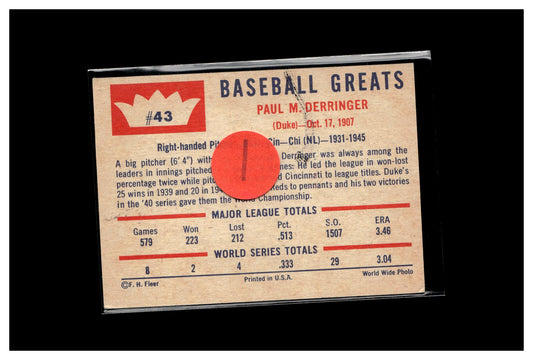 BASEBALL GREATS
#43
PAUL M. DERRINGER
(Duke)—Oct. 17, 1907
Right-handed Pit Cin—Chi (NL)—1931-1945
A big pitcher (6' 4") with Derringer was always among the
leaders in innings pitched nes: He led the league in won-lost
percentage twice while pitc d Cincinnati to league titles. Duke's
25 wins in 1939 and 20 in 194 eds to pennants and his two victories
in the '40 series gave them the World Championship.
MAJOR LEAGUE TOTALS
Games Won Lost Pct. S.O. ERA
579 223 212 .513 1507 3.46
WORLD SERIES TOTALS
8 2 4 .333 29 3.04
©F. H. Fleer Printed in U.S.A. World Wide Photo